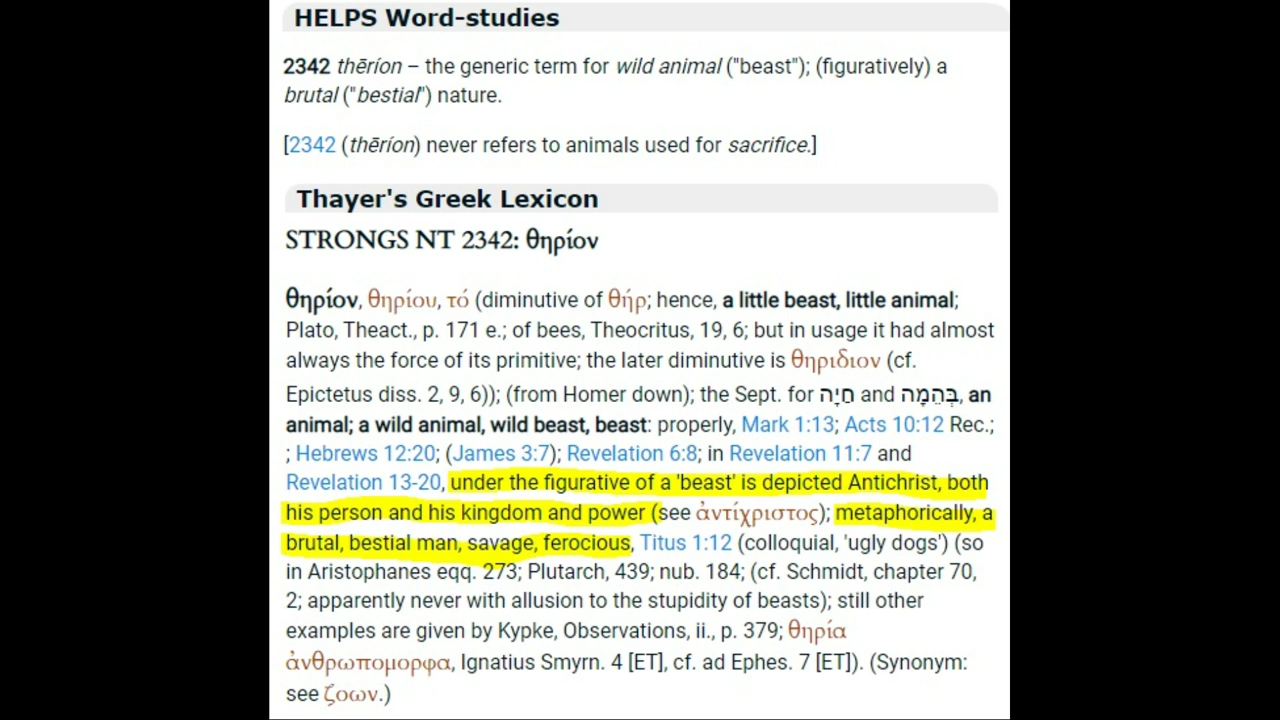 HELPS Word-studies
2342 thēríon – the generic term for wild animal ("beast"); (figuratively) a
brutal ("bestial") nature.
[2342 (thēríon) never refers to animals used for sacrifice.]
Thayer's Greek Lexicon
STRONGS NT 2342: θηρίον
θηρίον, θηρίου, τό (diminutive of θήρ; hence, a little beast, little animal;
Plato, Theact., p. 171 e.; of bees, Theocritus, 19, 6; but in usage it had almost
always the force of its primitive; the later diminutive is θηριδιον (cf.
Epictetus diss. 2, 9, 6)); (from Homer down); the Sept. for חַיָה and בְּהֵמָה, an
animal; a wild animal, wild beast, beast: properly, Mark 1:13; Acts 10:12 Rec.;
; Hebrews 12:20; (James 3:7); Revelation 6:8; in Revelation 11:7 and
Revelation 13-20, under the figurative of a 'beast' is depicted Antichrist, both
his person and his kingdom and power (see ἀντίχριστος); metaphorically, a
brutal, bestial man, savage, ferocious, Titus 1:12 (colloquial, 'ugly dogs') (so
in Aristophanes eqq. 273; Plutarch, 439; nub. 184; (cf. Schmidt, chapter 70,
2; apparently never with allusion to the stupidity of beasts); still other
examples are given by Kypke, Observations, ii., p. 379; θηρία
ἀνθρωπομορφα, Ignatius Smyrn. 4 [ET], cf. ad Ephes. 7 [ET]). (Synonym:
see ζοων.)